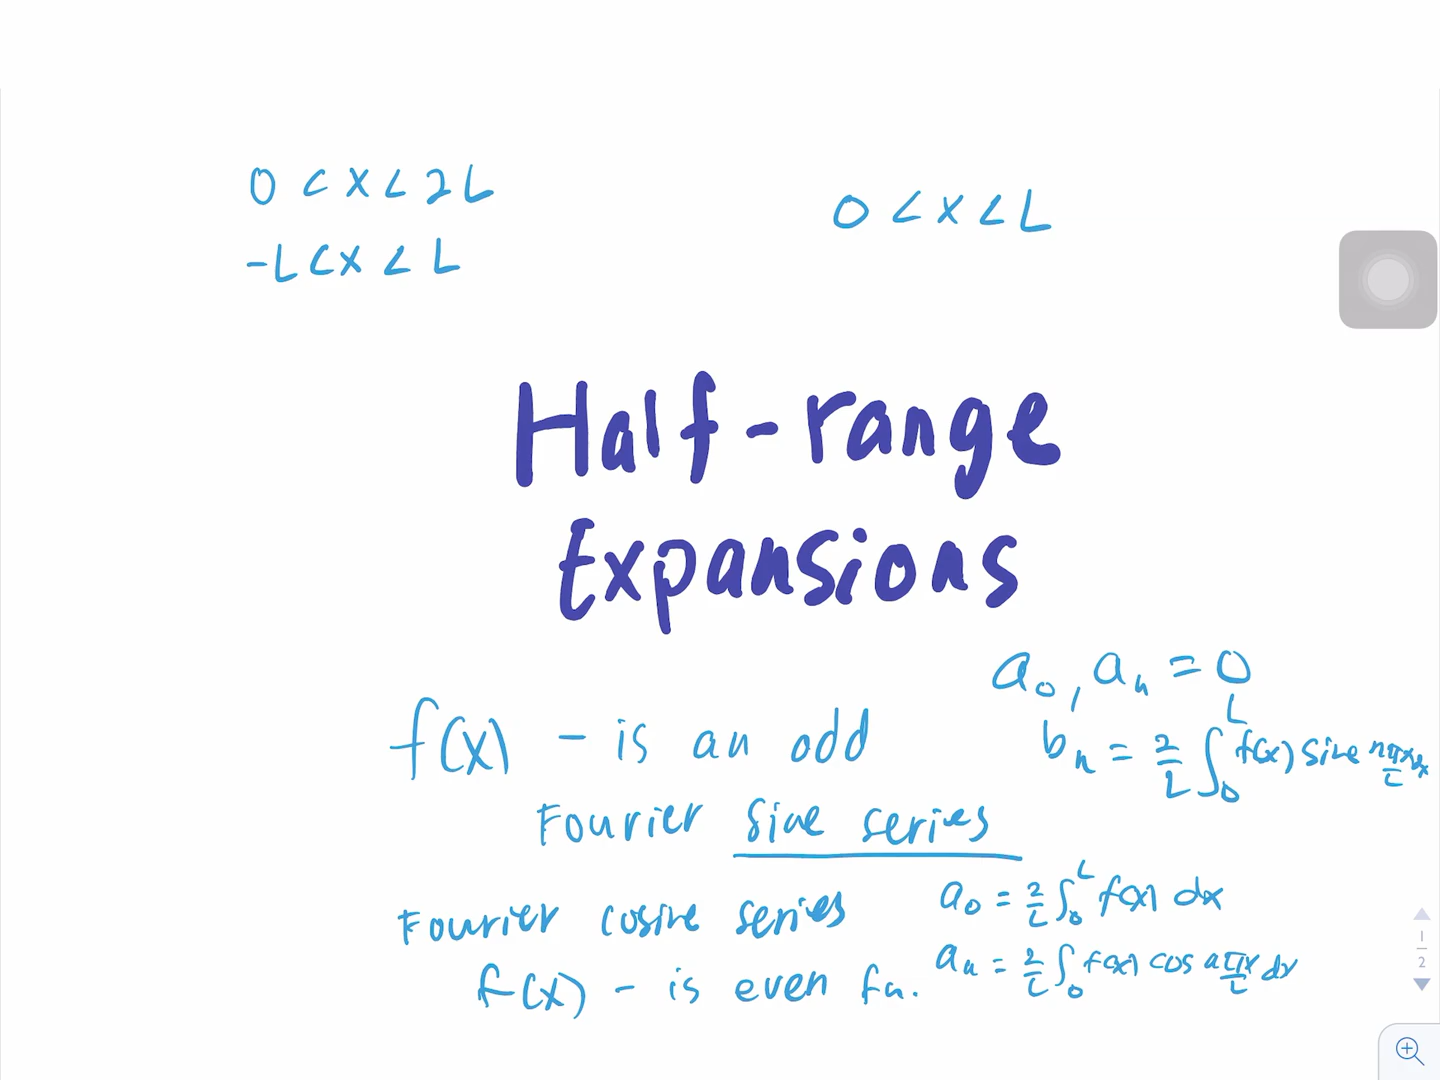 0 < x < 2L
-L < x < L
0 < x < L
Half-range
Expansions
a₀, aₙ = 0
f(x) - is an odd
bₙ = 2/L ∫₀ᴸ f(x) sine nπx/L dx
Fourier sine series
a₀ = 2/L ∫₀ᴸ f(x) dx
Fourier cosine series
aₙ = 2/L ∫₀ᴸ f(x) cos nπx/L dx
f(x) - is even fn.
1/2